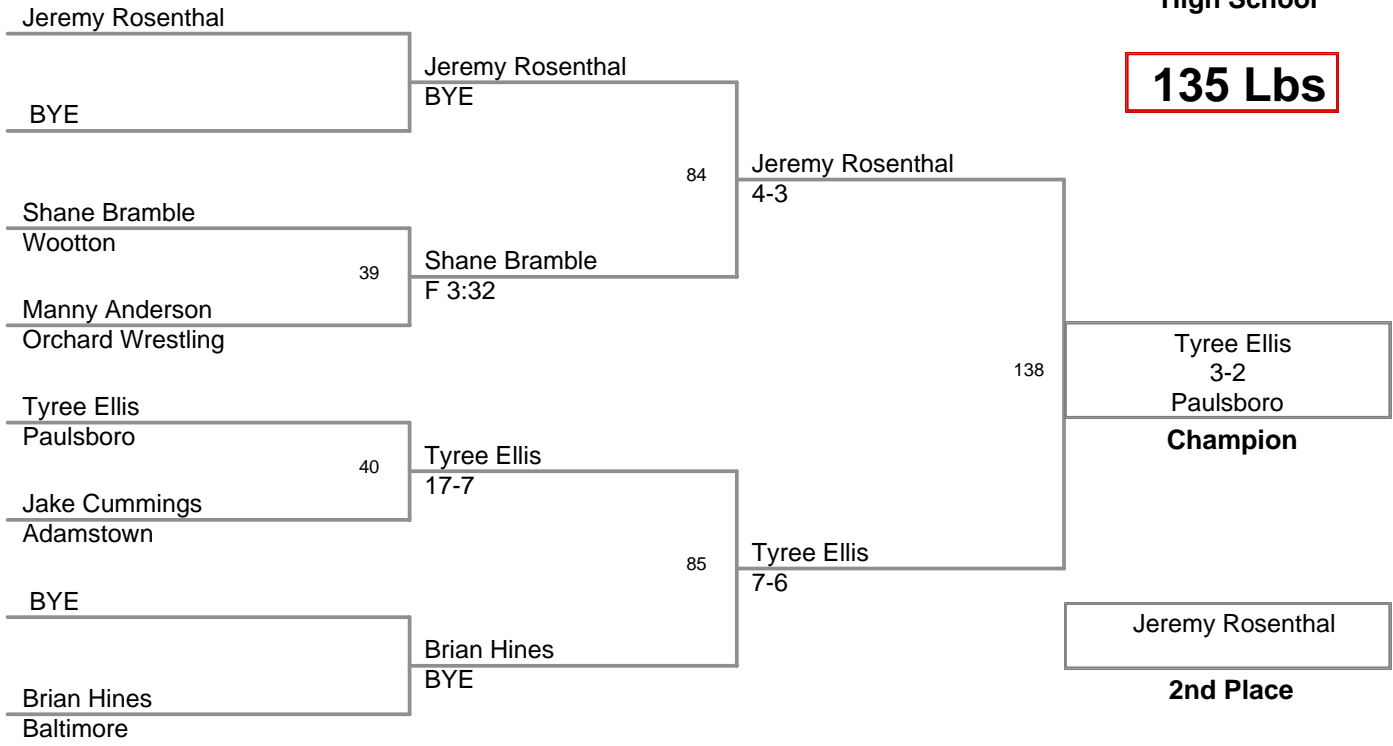 High School
135 Lbs
Jeremy Rosenthal
BYE
Shane Bramble
Wootton
39
Manny Anderson
Orchard Wrestling
Tyree Ellis
Paulsboro
40
Jake Cummings
Adamstown
BYE
Brian Hines
Baltimore
Jeremy Rosenthal
BYE
84
Shane Bramble
F 3:32
Tyree Ellis
17-7
85
Brian Hines
BYE
Jeremy Rosenthal
4-3
138
Tyree Ellis
7-6
Tyree Ellis
3-2
Paulsboro
Champion
Jeremy Rosenthal
2nd Place